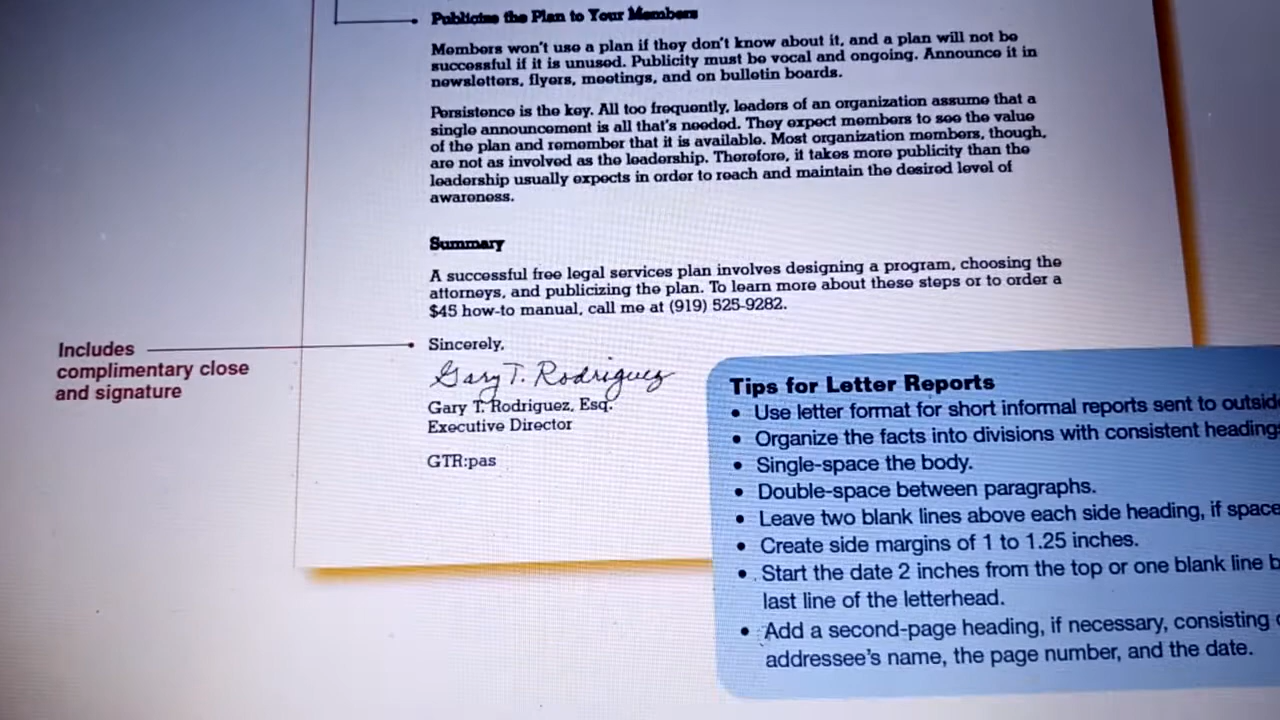 Publicize the Plan to Your Members
Members won't use a plan if they don't know about it, and a plan will not be
successful if it is unused. Publicity must be vocal and ongoing. Announce it in
newsletters, flyers, meetings, and on bulletin boards.
Persistence is the key. All too frequently, leaders of an organization assume that a
single announcement is all that's needed. They expect members to see the value
of the plan and remember that it is available. Most organization members, though,
are not as involved as the leadership. Therefore, it takes more publicity than the
leadership usually expects in order to reach and maintain the desired level of
awareness.
Summary
A successful free legal services plan involves designing a program, choosing the
attorneys, and publicizing the plan. To learn more about these steps or to order a
$45 how-to manual, call me at (919) 525-9282.
Sincerely,
Gary T. Rodriguez
Gary T. Rodriguez, Esq.
Executive Director
GTR:pas
Includes
complimentary close
and signature
Tips for Letter Reports
• Use letter format for short informal reports sent to outsid
• Organize the facts into divisions with consistent heading
• Single-space the body.
• Double-space between paragraphs.
• Leave two blank lines above each side heading, if space
• Create side margins of 1 to 1.25 inches.
• Start the date 2 inches from the top or one blank line b
last line of the letterhead.
• Add a second-page heading, if necessary, consisting
addressee's name, the page number, and the date.